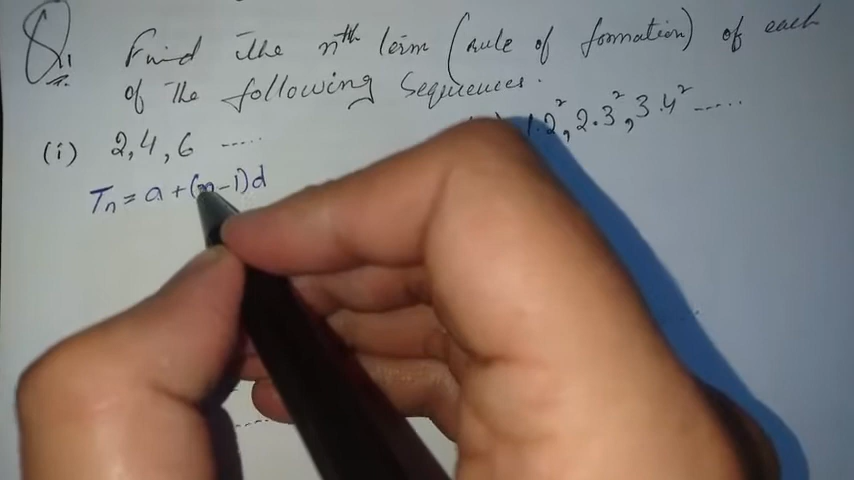 Q.1 Find the nth term (rule of formation) of each
of the following Sequences.
(i) 2, 4, 6 .....
1.2², 2.3², 3.4² .....
Tn = a + (n-1)d